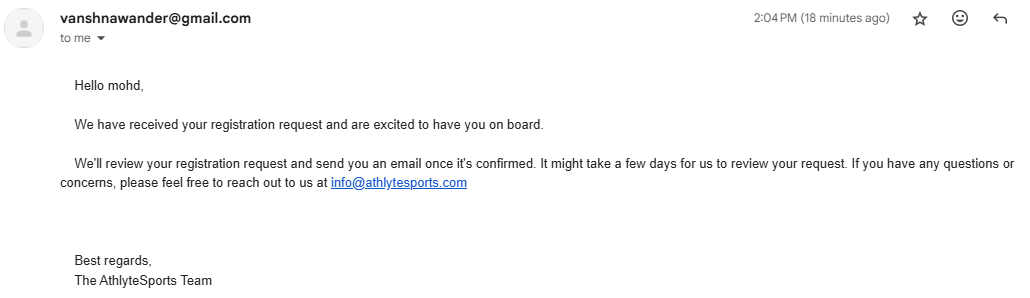 vanshnawander@gmail.com
2:04 PM (18 minutes ago)
to me
Hello mohd,
We have received your registration request and are excited to have you on board.
We'll review your registration request and send you an email once it's confirmed. It might take a few days for us to review your request. If you have any questions or
concerns, please feel free to reach out to us at info@athlytesports.com
Best regards,
The AthlyteSports Team